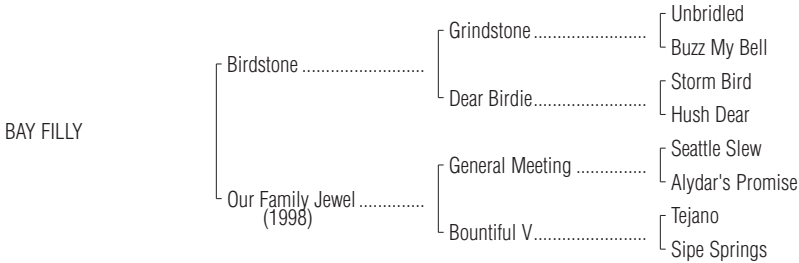 Unbridled
Grindstone
Buzz My Bell
Birdstone
Storm Bird
Dear Birdie
Hush Dear
BAY FILLY
Seattle Slew
General Meeting
Alydar's Promise
Our Family Jewel
(1998)
Tejano
Bountiful V
Sipe Springs